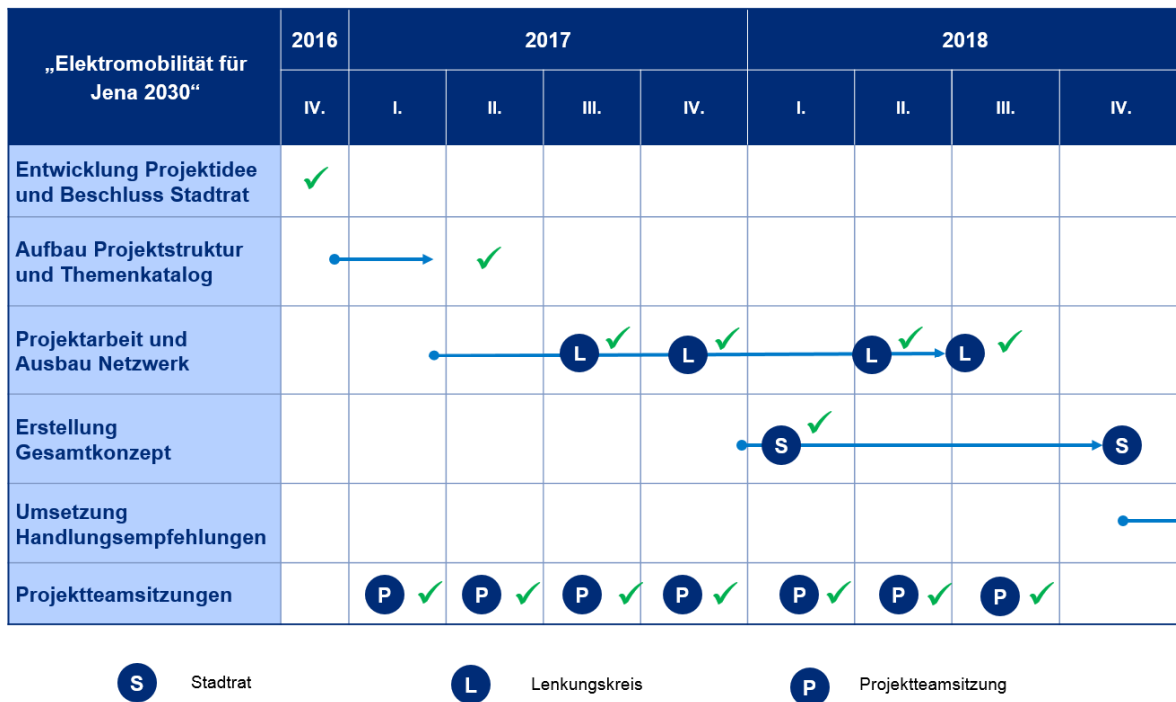 „Elektromobilität für
Jena 2030“
2016 2017 2018
IV. I. II. III. IV. I. II. III. IV.
Entwicklung Projektidee
und Beschluss Stadtrat
Aufbau Projektstruktur
und Themenkatalog
Projektarbeit und
Ausbau Netzwerk
L L L L
Erstellung
Gesamtkonzept
S S
Umsetzung
Handlungsempfehlungen
Projektteamsitzungen
P P P P P P P
S Stadtrat L Lenkungskreis P Projektteamsitzung